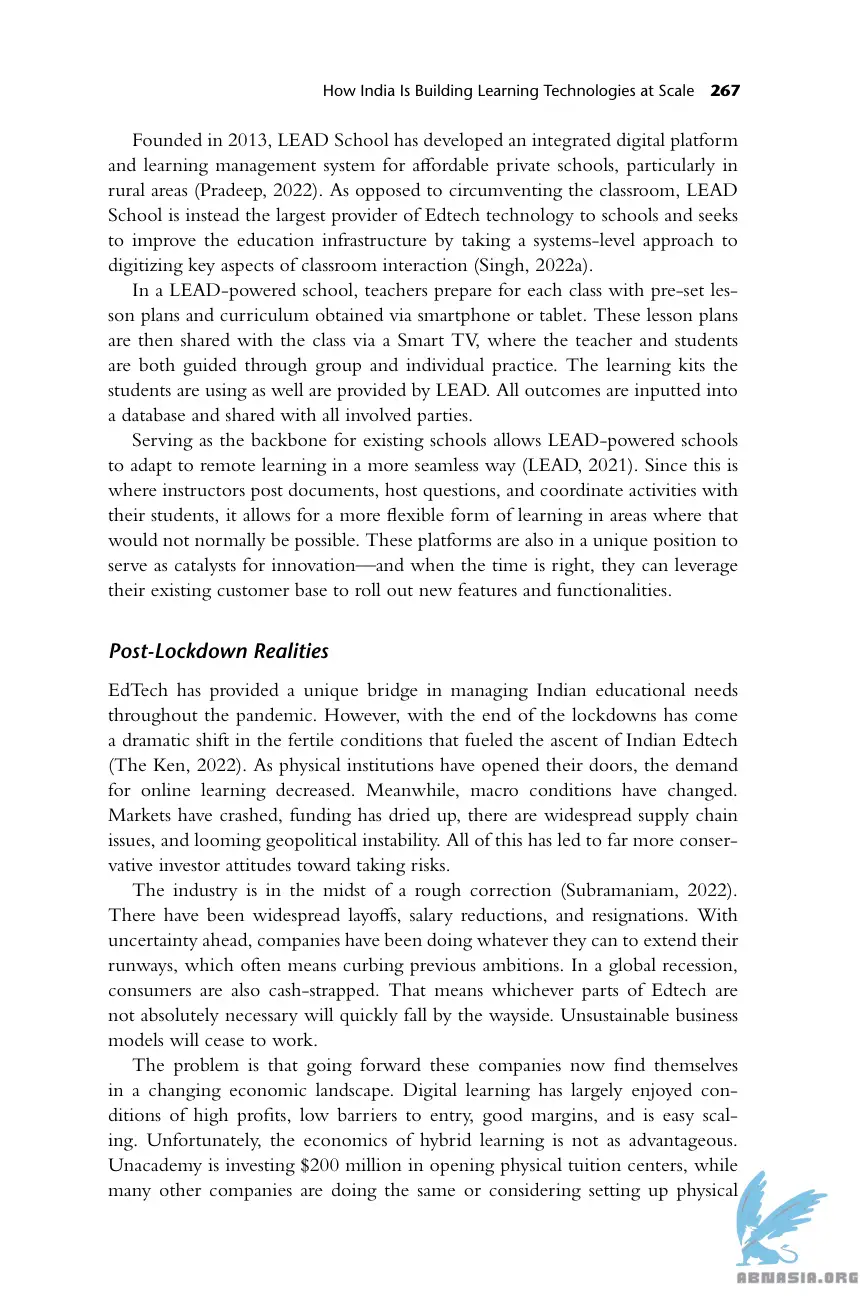 How India Is Building Learning Technologies at Scale 267
Founded in 2013, LEAD School has developed an integrated digital platform
and learning management system for affordable private schools, particularly in
rural areas (Pradeep, 2022). As opposed to circumventing the classroom, LEAD
School is instead the largest provider of Edtech technology to schools and seeks
to improve the education infrastructure by taking a systems-level approach to
digitizing key aspects of classroom interaction (Singh, 2022a).
In a LEAD-powered school, teachers prepare for each class with pre-set les-
son plans and curriculum obtained via smartphone or tablet. These lesson plans
are then shared with the class via a Smart TV, where the teacher and students
are both guided through group and individual practice. The learning kits the
students are using as well are provided by LEAD. All outcomes are inputted into
a database and shared with all involved parties.
Serving as the backbone for existing schools allows LEAD-powered schools
to adapt to remote learning in a more seamless way (LEAD, 2021). Since this is
where instructors post documents, host questions, and coordinate activities with
their students, it allows for a more flexible form of learning in areas where that
would not normally be possible. These platforms are also in a unique position to
serve as catalysts for innovation—and when the time is right, they can leverage
their existing customer base to roll out new features and functionalities.
Post-Lockdown Realities
EdTech has provided a unique bridge in managing Indian educational needs
throughout the pandemic. However, with the end of the lockdowns has come
a dramatic shift in the fertile conditions that fueled the ascent of Indian Edtech
(The Ken, 2022). As physical institutions have opened their doors, the demand
for online learning decreased. Meanwhile, macro conditions have changed.
Markets have crashed, funding has dried up, there are widespread supply chain
issues, and looming geopolitical instability. All of this has led to far more conser-
vative investor attitudes toward taking risks.
The industry is in the midst of a rough correction (Subramaniam, 2022).
There have been widespread layoffs, salary reductions, and resignations. With
uncertainty ahead, companies have been doing whatever they can to extend their
runways, which often means curbing previous ambitions. In a global recession,
consumers are also cash-strapped. That means whichever parts of Edtech are
not absolutely necessary will quickly fall by the wayside. Unsustainable business
models will cease to work.
The problem is that going forward these companies now find themselves
in a changing economic landscape. Digital learning has largely enjoyed con-
ditions of high profits, low barriers to entry, good margins, and is easy scal-
ing. Unfortunately, the economics of hybrid learning is not as advantageous.
Unacademy is investing $200 million in opening physical tuition centers, while
many other companies are doing the same or considering setting up physical
ABNASIA.ORG